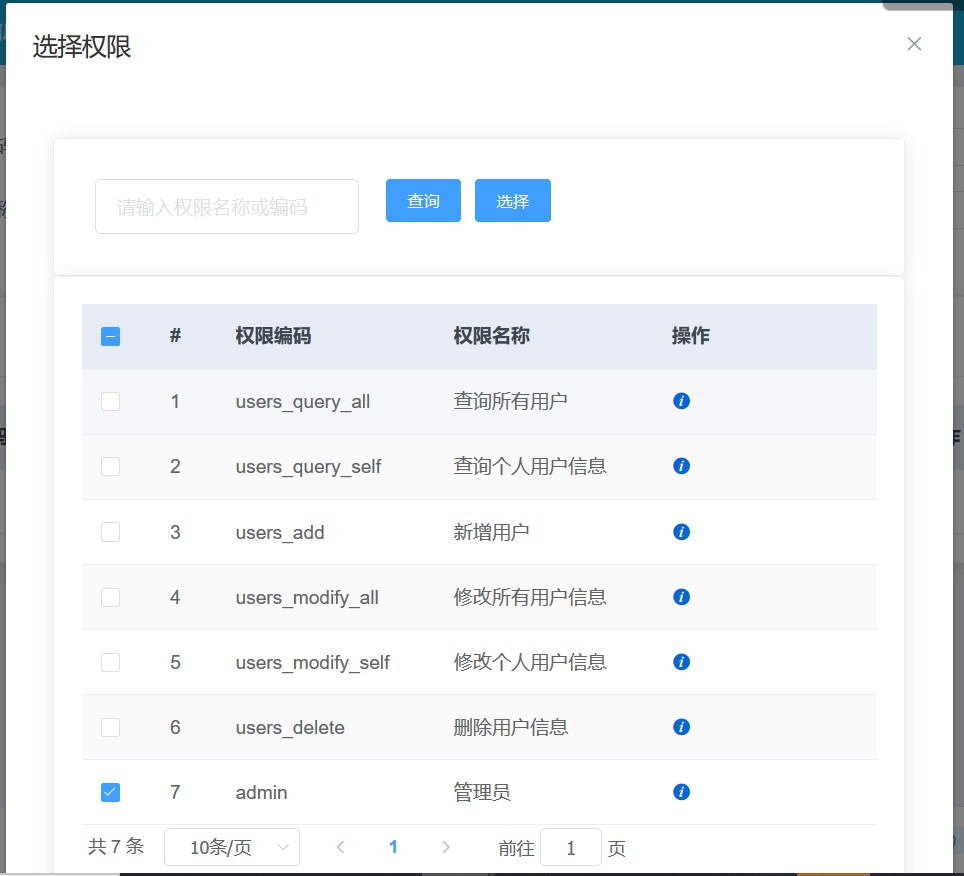 选择权限
请输入权限名称或编码 查询 选择
# 权限编码 权限名称 操作
1 users_query_all 查询所有用户
2 users_query_self 查询个人用户信息
3 users_add 新增用户
4 users_modify_all 修改所有用户信息
5 users_modify_self 修改个人用户信息
6 users_delete 删除用户信息
7 admin 管理员
共 7 条 10条/页 1 前往 1 页